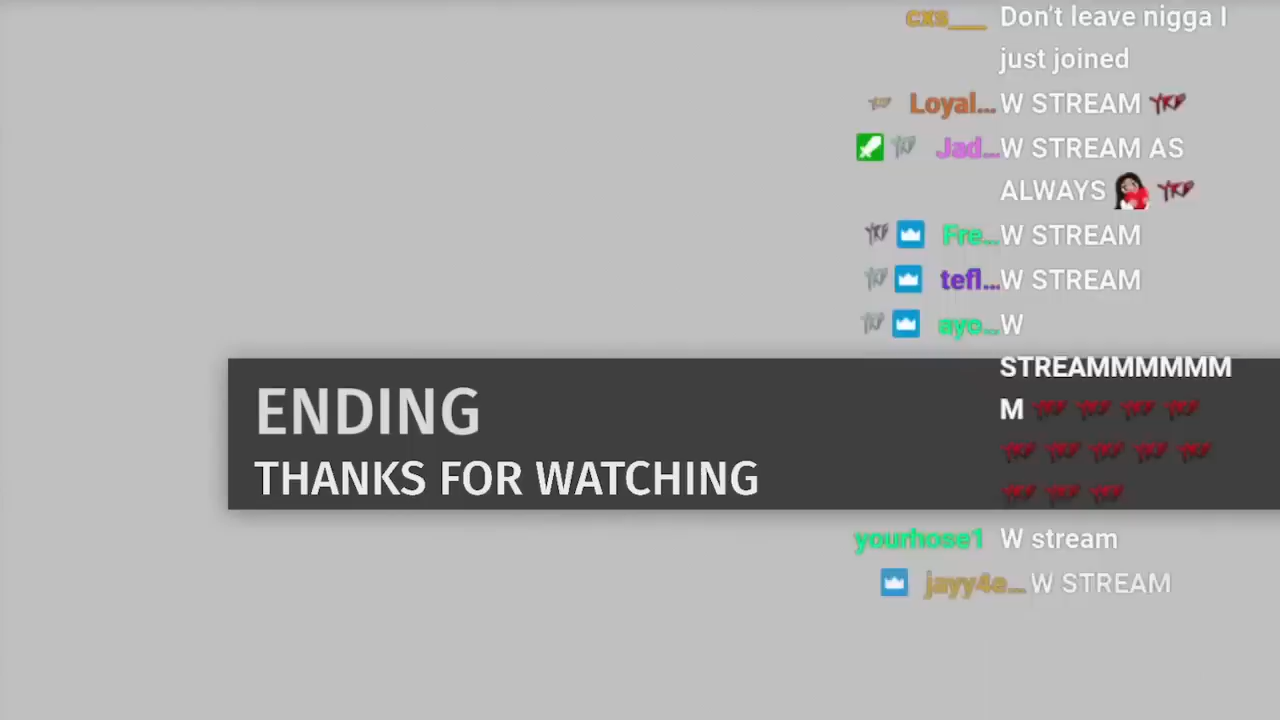 cxs___ Don't leave nigga I
just joined
Loyal... W STREAM
Jad... W STREAM AS
ALWAYS
Fre... W STREAM
tefl... W STREAM
ayo... W
STREAMMMMMM
M
ENDING
THANKS FOR WATCHING
yourhose1 W stream
jayy4e... W STREAM